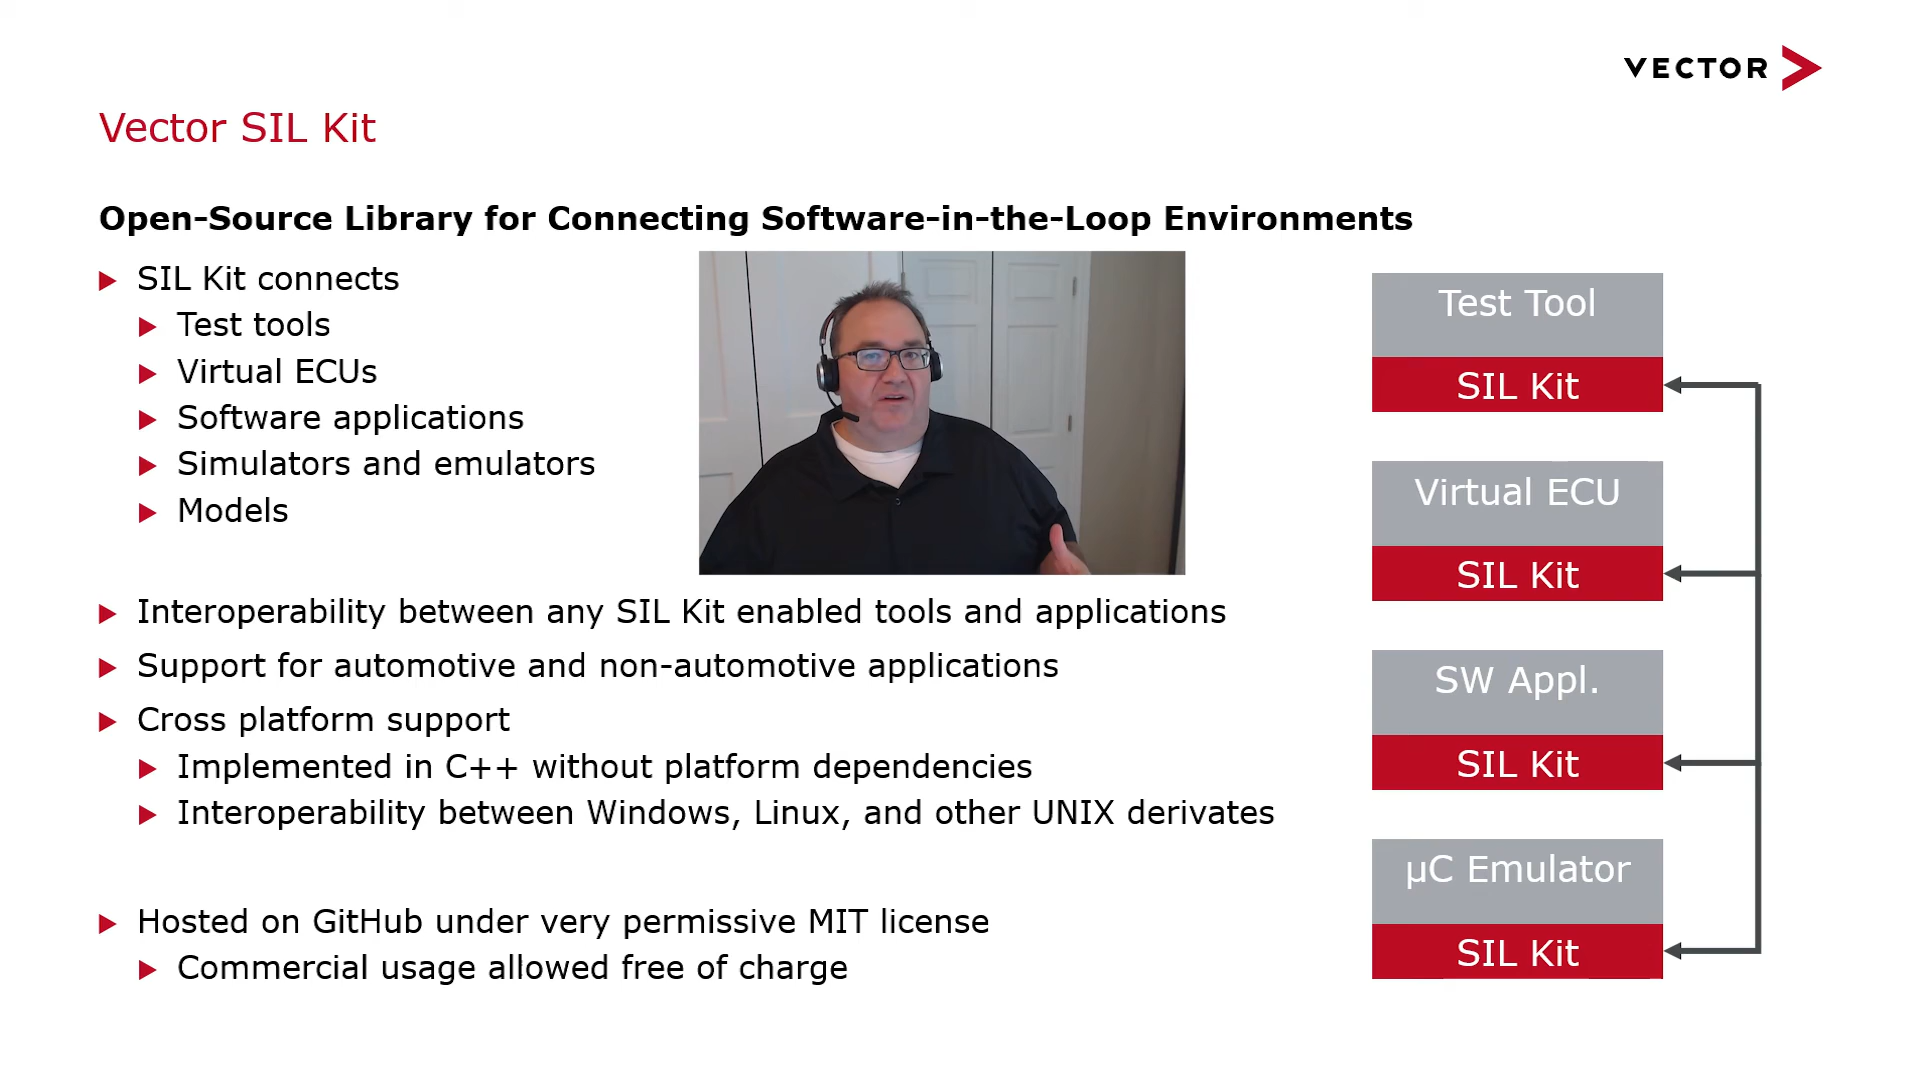 VECTOR
Vector SIL Kit
Open-Source Library for Connecting Software-in-the-Loop Environments
SIL Kit connects
Test tools
Virtual ECUs
Software applications
Simulators and emulators
Models
Interoperability between any SIL Kit enabled tools and applications
Support for automotive and non-automotive applications
Cross platform support
Implemented in C++ without platform dependencies
Interoperability between Windows, Linux, and other UNIX derivates
Hosted on GitHub under very permissive MIT license
Commercial usage allowed free of charge
Test Tool
SIL Kit
Virtual ECU
SIL Kit
SW Appl.
SIL Kit
µC Emulator
SIL Kit